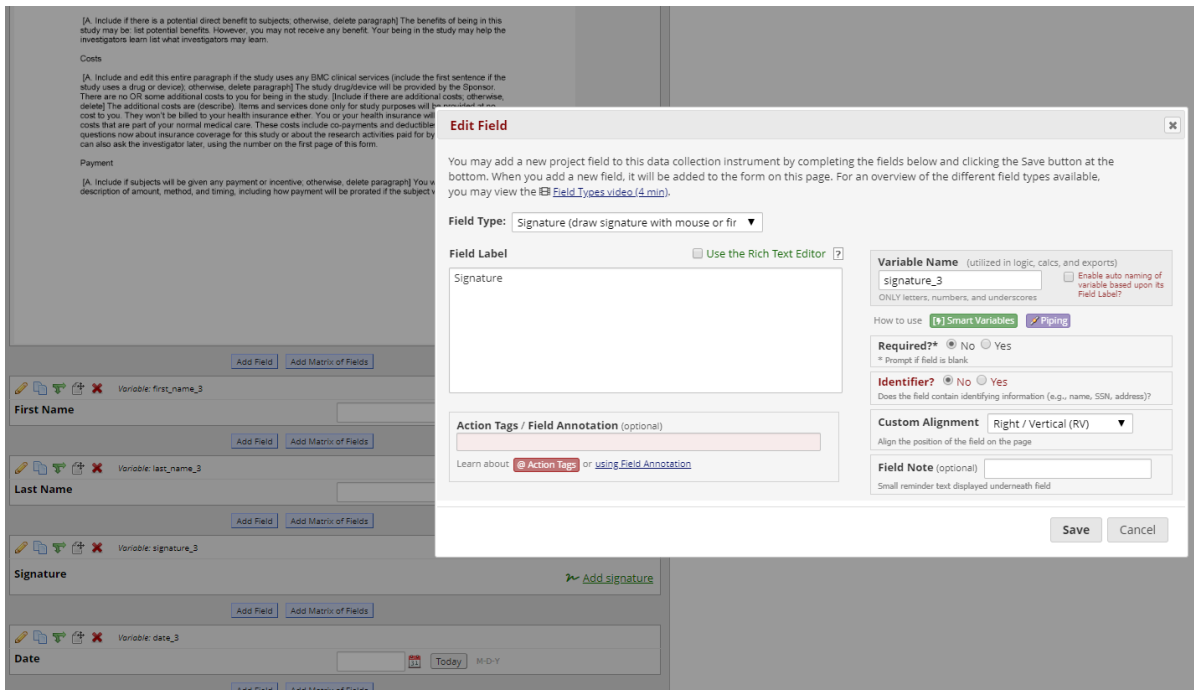 [A. Include if there is a potential direct benefit to subjects; otherwise, delete paragraph] The benefits of being in this
study may be: list potential benefits. However, you may not receive any benefit. Your being in the study may help the
investigators learn list what investigators may learn.
Costs
[A. Include and edit this entire paragraph if the study uses any BMC clinical services (include the first sentence if the
study uses a drug or device); otherwise, delete paragraph] The study drug/device will be provided by the Sponsor.
There are no OR some additional costs to you for being in the study. [Include if there are additional costs; otherwise,
delete] The additional costs are (describe). Items and services done only for study purposes will be provided at no
cost to you. They won't be billed to your health insurance either. You or your health insurance will
costs that are part of your normal medical care. These costs include co-payments and deductible
questions now about insurance coverage for this study or about the research activities paid for by
can also ask the investigator later, using the number on the first page of this form.
Payment
[A. Include if subjects will be given any payment or incentive; otherwise, delete paragraph] You w
description of amount, method, and timing, including how payment will be prorated if the subject
Add Field Add Matrix of Fields
Variable: first_name_3
First Name
Add Field Add Matrix of Fields
Variable: last_name_3
Last Name
Add Field Add Matrix of Fields
Variable: signature_3
Signature
Add signature
Add Field Add Matrix of Fields
Variable: date_3
Date
31 Today M-D-Y
Add Field Add Matrix of Fields
Edit Field
You may add a new project field to this data collection instrument by completing the fields below and clicking the Save button at the
bottom. When you add a new field, it will be added to the form on this page. For an overview of the different field types available,
you may view the Field Types video (4 min).
Field Type: Signature (draw signature with mouse or fir
Field Label
Use the Rich Text Editor ?
Signature
Action Tags / Field Annotation (optional)
Learn about @ Action Tags or using Field Annotation
Variable Name (utilized in logic, calcs, and exports)
signature_3
Enable auto naming of
variable based upon its
Field Label?
ONLY letters, numbers, and underscores
How to use Smart Variables Piping
Required?* No Yes
* Prompt if field is blank
Identifier? No Yes
Does the field contain identifying information (e.g., name, SSN, address)?
Custom Alignment Right / Vertical (RV)
Align the position of the field on the page
Field Note (optional)
Small reminder text displayed underneath field
Save Cancel